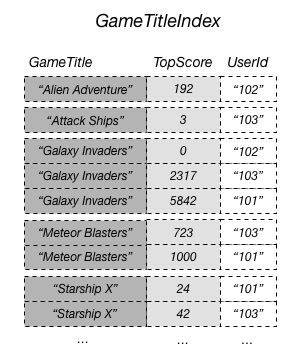 GameTitleIndex
GameTitle TopScore UserId
“Alien Adventure” 192 “102”
“Attack Ships” 3 “103”
“Galaxy Invaders” 0 “102”
“Galaxy Invaders” 2317 “103”
“Galaxy Invaders” 5842 “101”
“Meteor Blasters” 723 “103”
“Meteor Blasters” 1000 “101”
“Starship X” 24 “101”
“Starship X” 42 “103”
... ... ...